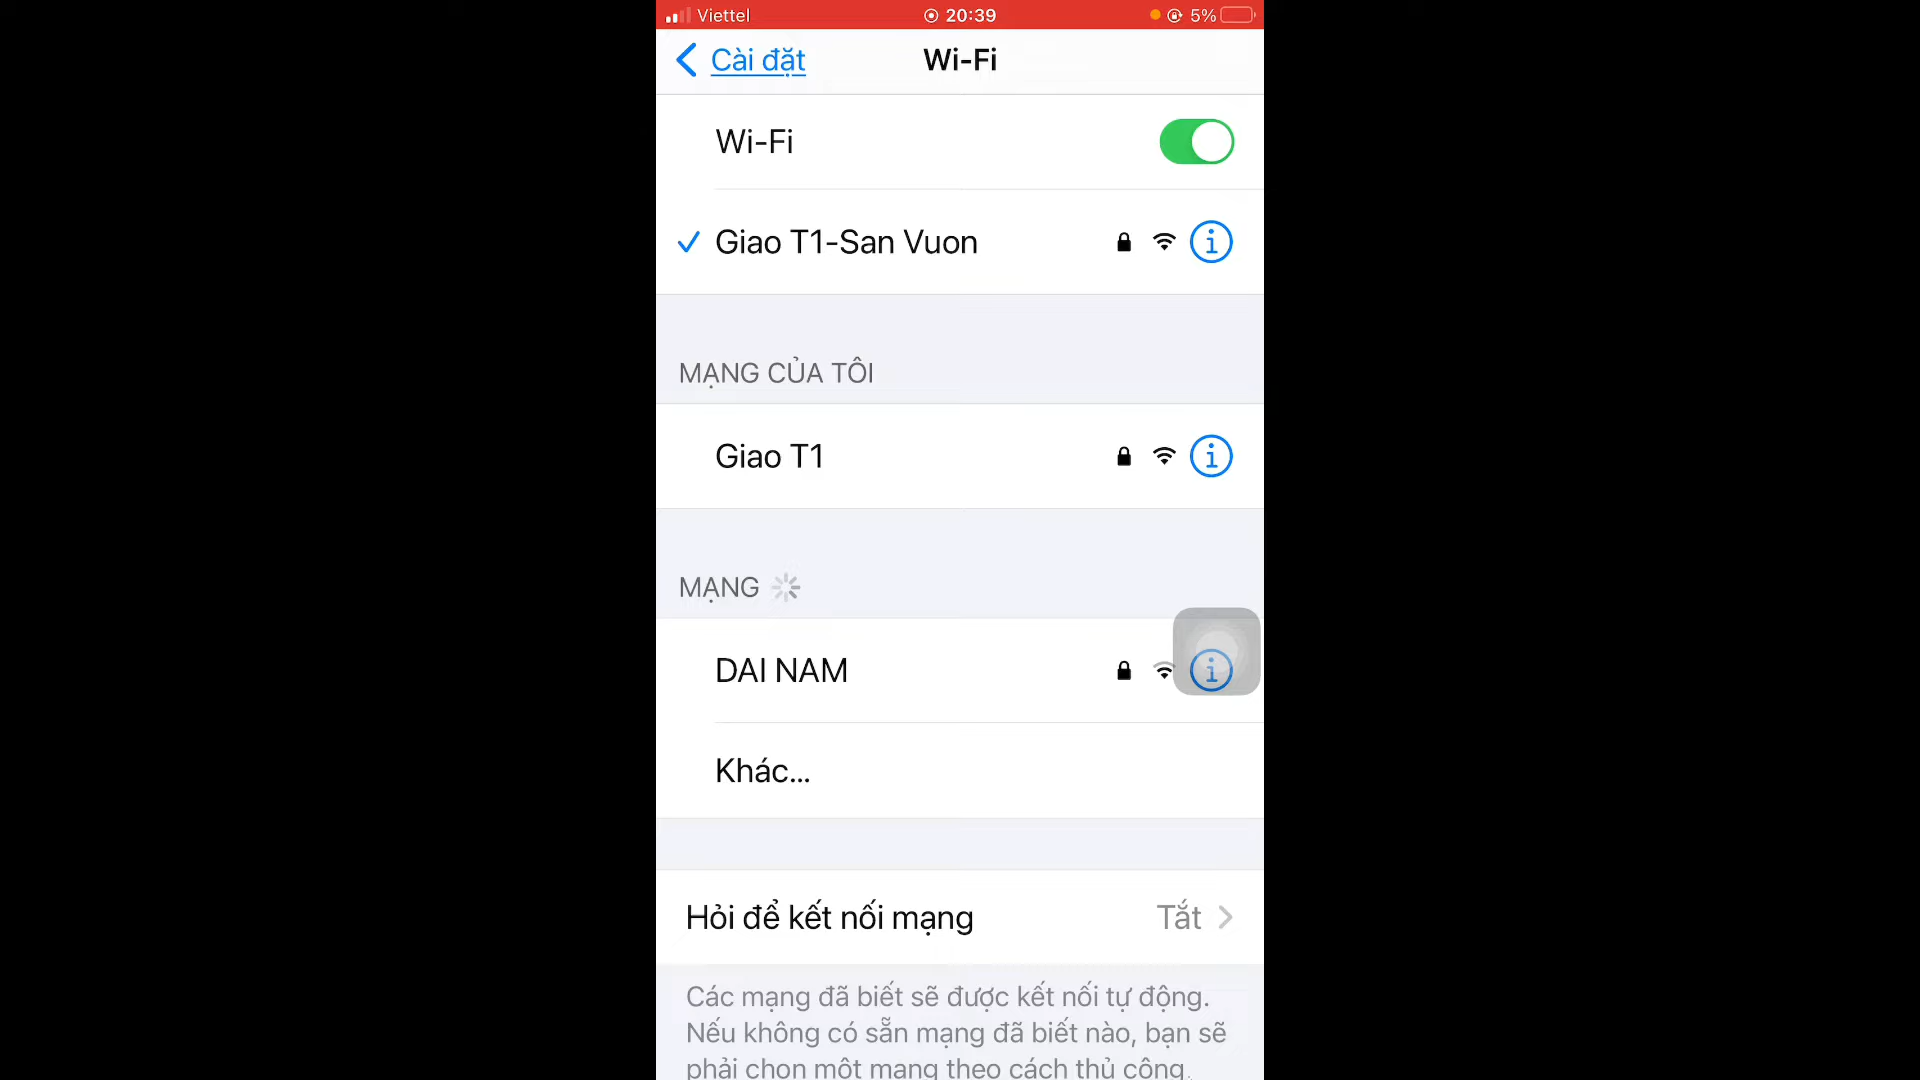 Viettel 20:39 5%
Cài đặt Wi-Fi
Wi-Fi
Giao T1-San Vuon
MẠNG CỦA TÔI
Giao T1
MẠNG
DAI NAM
Khác...
Hỏi để kết nối mạng Tắt
Các mạng đã biết sẽ được kết nối tự động.
Nếu không có sẵn mạng đã biết nào, bạn sẽ
phải chọn một mạng theo cách thủ công.